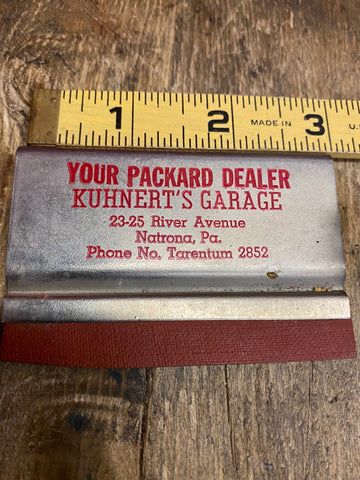 1 2 MADE IN 3 U.S.
YOUR PACKARD DEALER
KUHNERT'S GARAGE
23-25 River Avenue
Natrona, Pa.
Phone No. Tarentum 2852